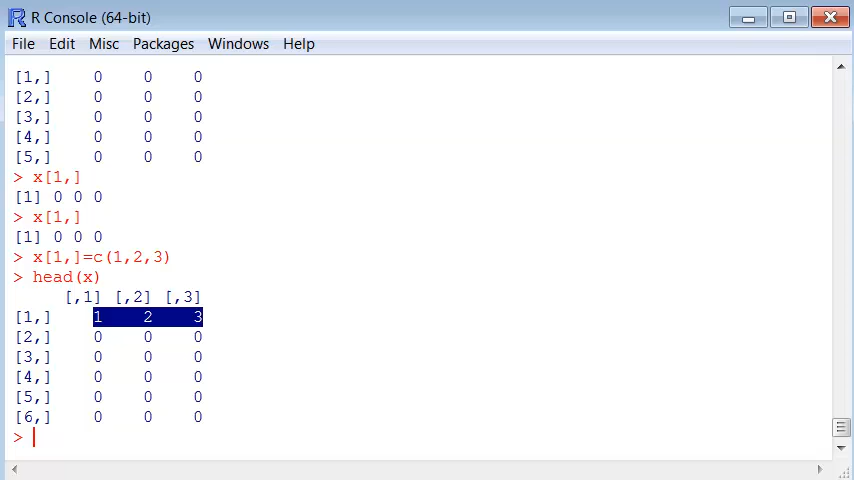 R Console (64-bit)
File Edit Misc Packages Windows Help
[1,] 0 0 0
[2,] 0 0 0
[3,] 0 0 0
[4,] 0 0 0
[5,] 0 0 0
> x[1,]
[1] 0 0 0
> x[1,]
[1] 0 0 0
> x[1,]=c(1,2,3)
> head(x)
[,1] [,2] [,3]
[1,] 1 2 3
[2,] 0 0 0
[3,] 0 0 0
[4,] 0 0 0
[5,] 0 0 0
[6,] 0 0 0
>